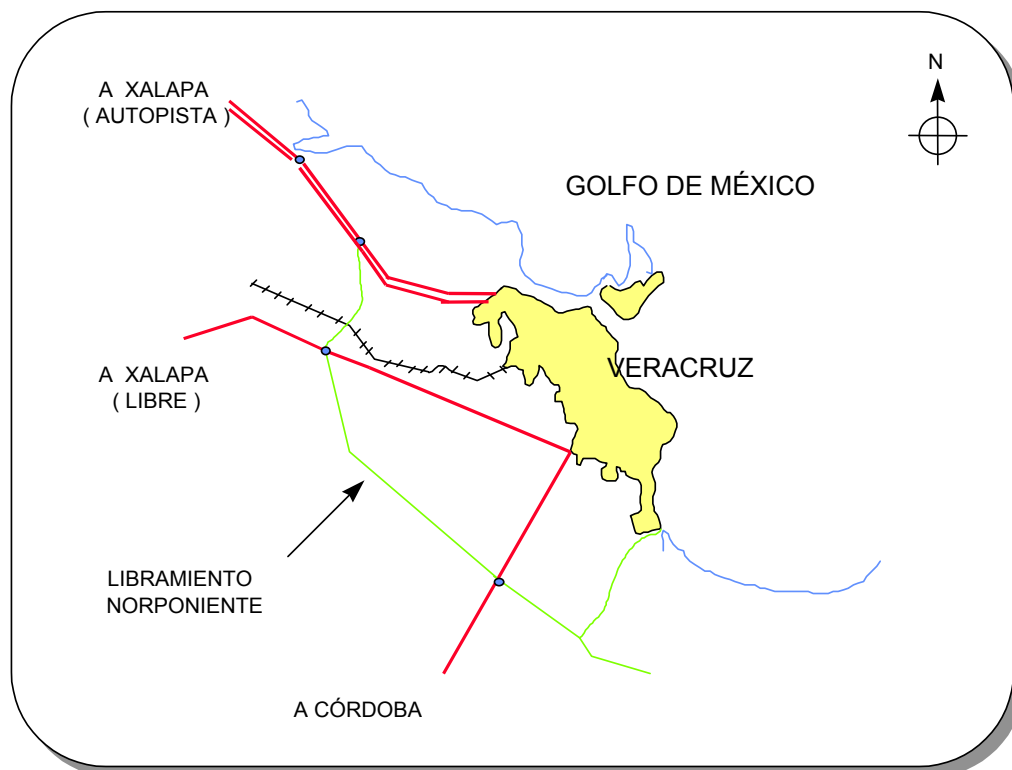 A XALAPA
( AUTOPISTA )
N
GOLFO DE MÉXICO
VERACRUZ
A XALAPA
( LIBRE )
LIBRAMIENTO
NORPONIENTE
A CÓRDOBA